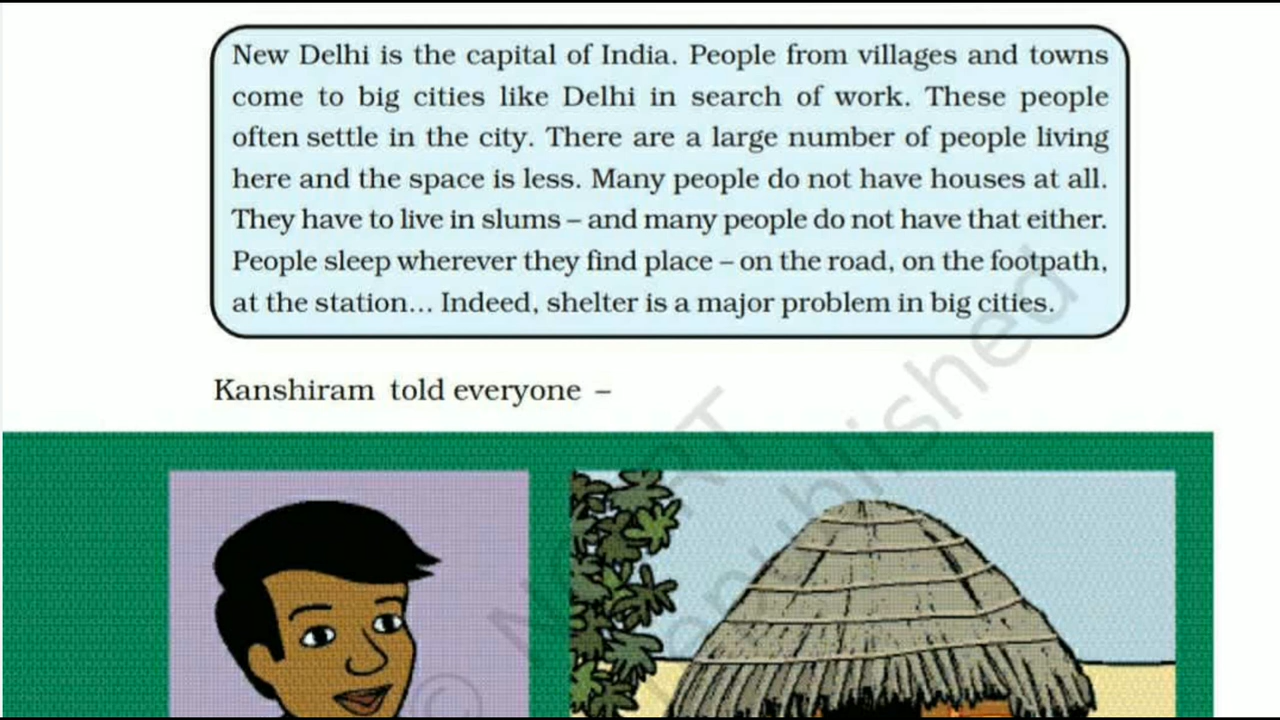 New Delhi is the capital of India. People from villages and towns
come to big cities like Delhi in search of work. These people
often settle in the city. There are a large number of people living
here and the space is less. Many people do not have houses at all.
They have to live in slums – and many people do not have that either.
People sleep wherever they find place – on the road, on the footpath,
at the station... Indeed, shelter is a major problem in big cities.
Kanshiram told everyone –